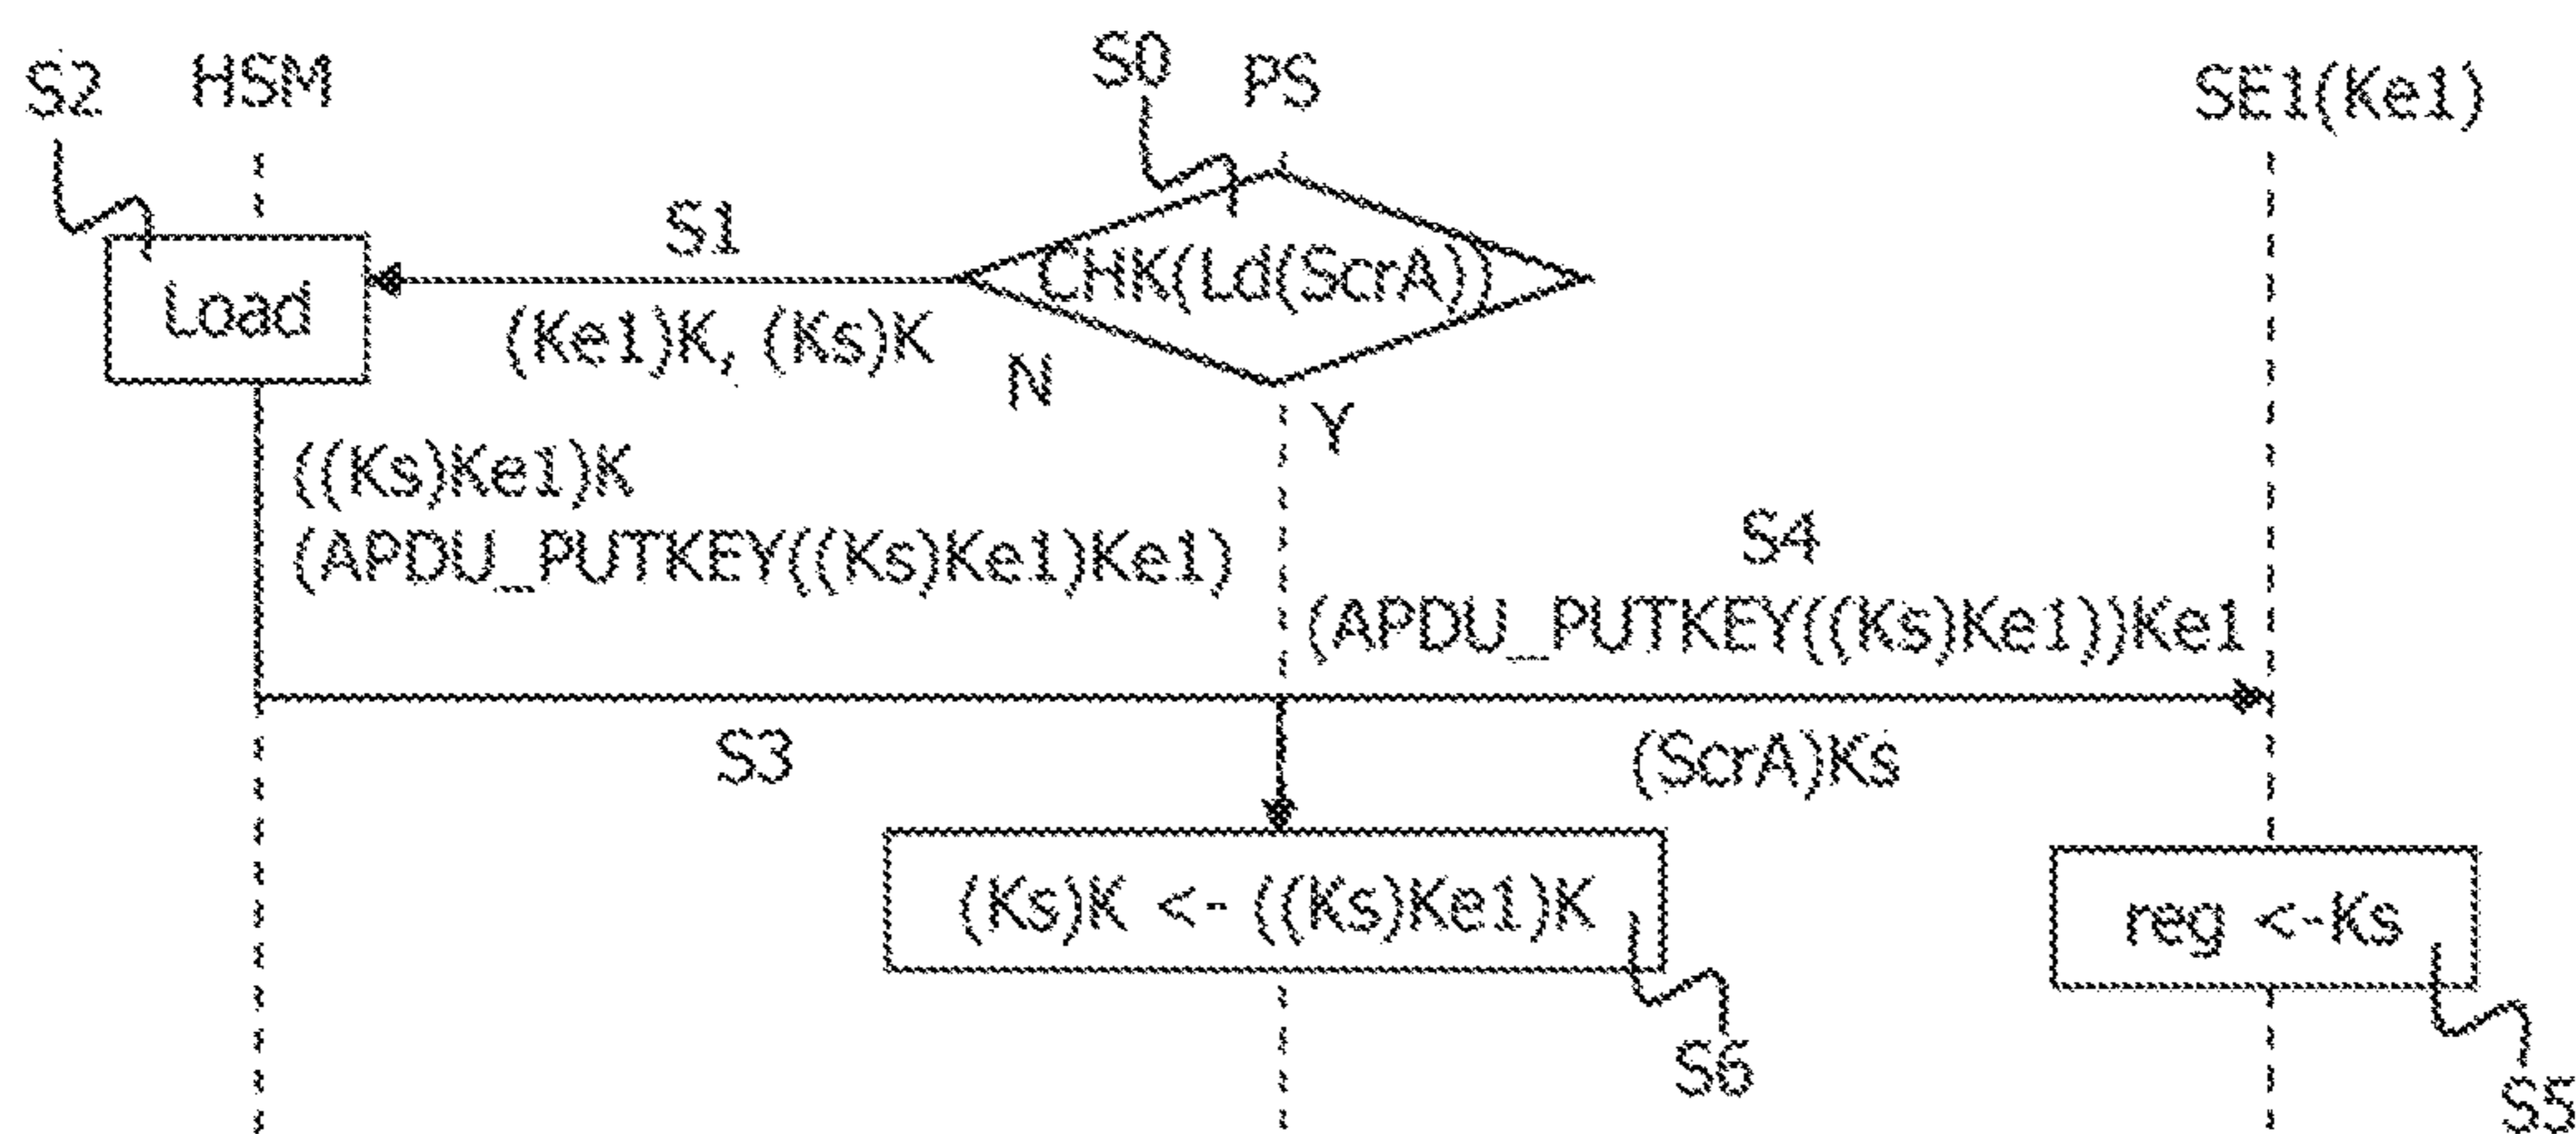 S2 HSM S0 PS SE1(Ke1)
S1
Load
CHK(Ld(ScrA))
(Ke1)K, (Ks)K
N
Y
((Ks)Ke1)K
(APDU_PUTKEY((Ks)Ke1)Ke1)
S4
(APDU_PUTKEY((Ks)Ke1))Ke1
S3
(ScrA)Ks
(Ks)K <- ((Ks)Ke1)K
reg <-Ks
S6
S5